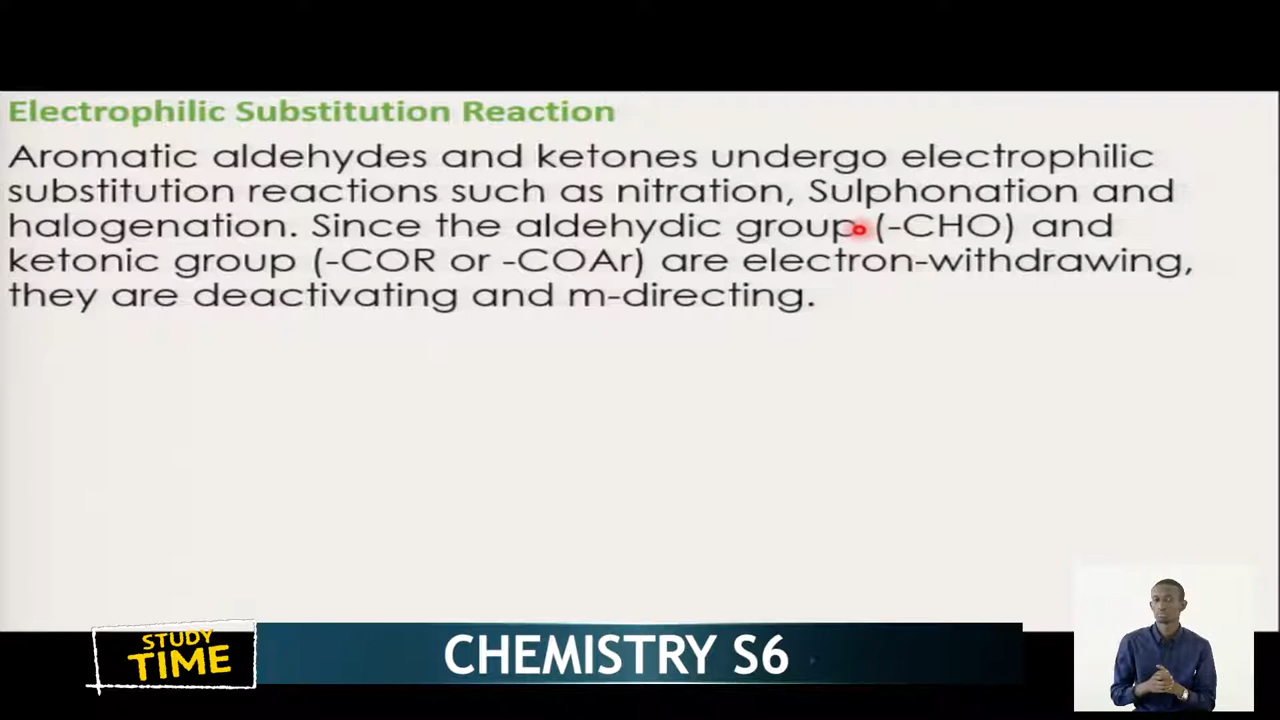 Electrophilic Substitution Reaction
Aromatic aldehydes and ketones undergo electrophilic
substitution reactions such as nitration, Sulphonation and
halogenation. Since the aldehydic group (-CHO) and
ketonic group (-COR or -COAr) are electron-withdrawing,
they are deactivating and m-directing.
STUDY
TIME
CHEMISTRY S6